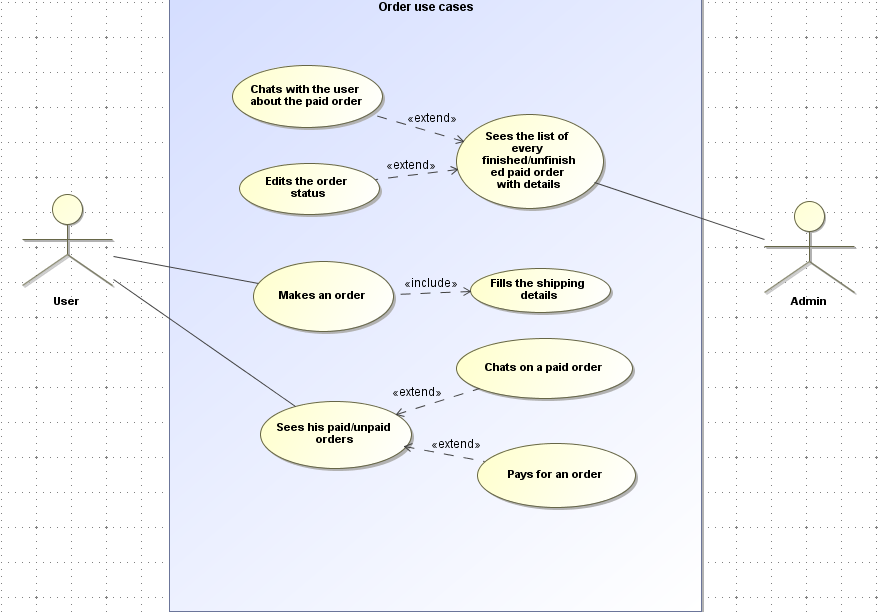 Order use cases
Chats with the user
about the paid order
«extend»
Sees the list of
every
finished/unfinish
ed paid order
with details
«extend»
Edits the order
status
User
Admin
Makes an order
«include»
Fills the shipping
details
Chats on a paid order
«extend»
Sees his paid/unpaid
orders
«extend»
Pays for an order